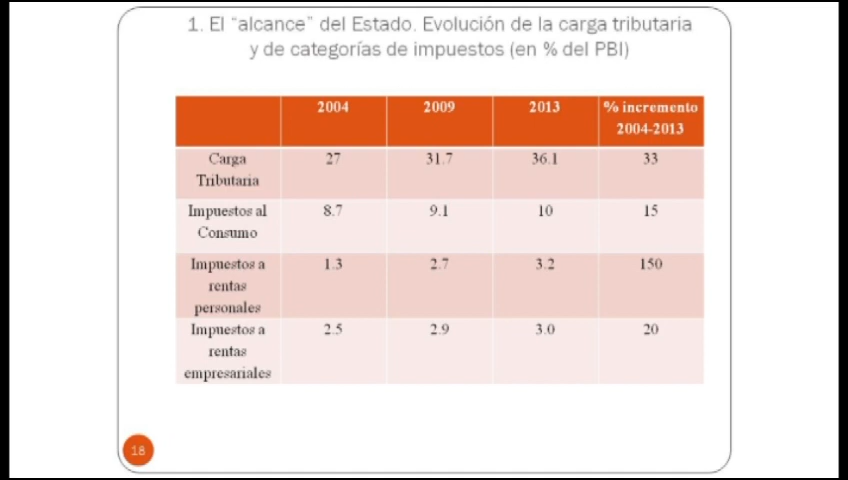 1. El “alcance” del Estado. Evolución de la carga tributaria
y de categorías de impuestos (en % del PBI)
2004 2009 2013 % incremento
2004-2013
Carga
Tributaria 27 31.7 36.1 33
Impuestos al
Consumo 8.7 9.1 10 15
Impuestos a
rentas
personales 1.3 2.7 3.2 150
Impuestos a
rentas
empresariales 2.5 2.9 3.0 20
18